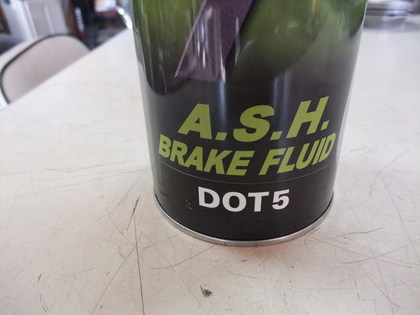 A.S.H.
BRAKE FLUID
DOT5